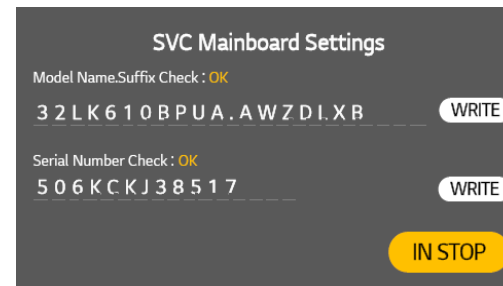 SVC Mainboard Settings
Model Name.Suffix Check : OK
32LK610BPUA.AWZDLXB
WRITE
Serial Number Check : OK
506KCKJ38517
WRITE
IN STOP